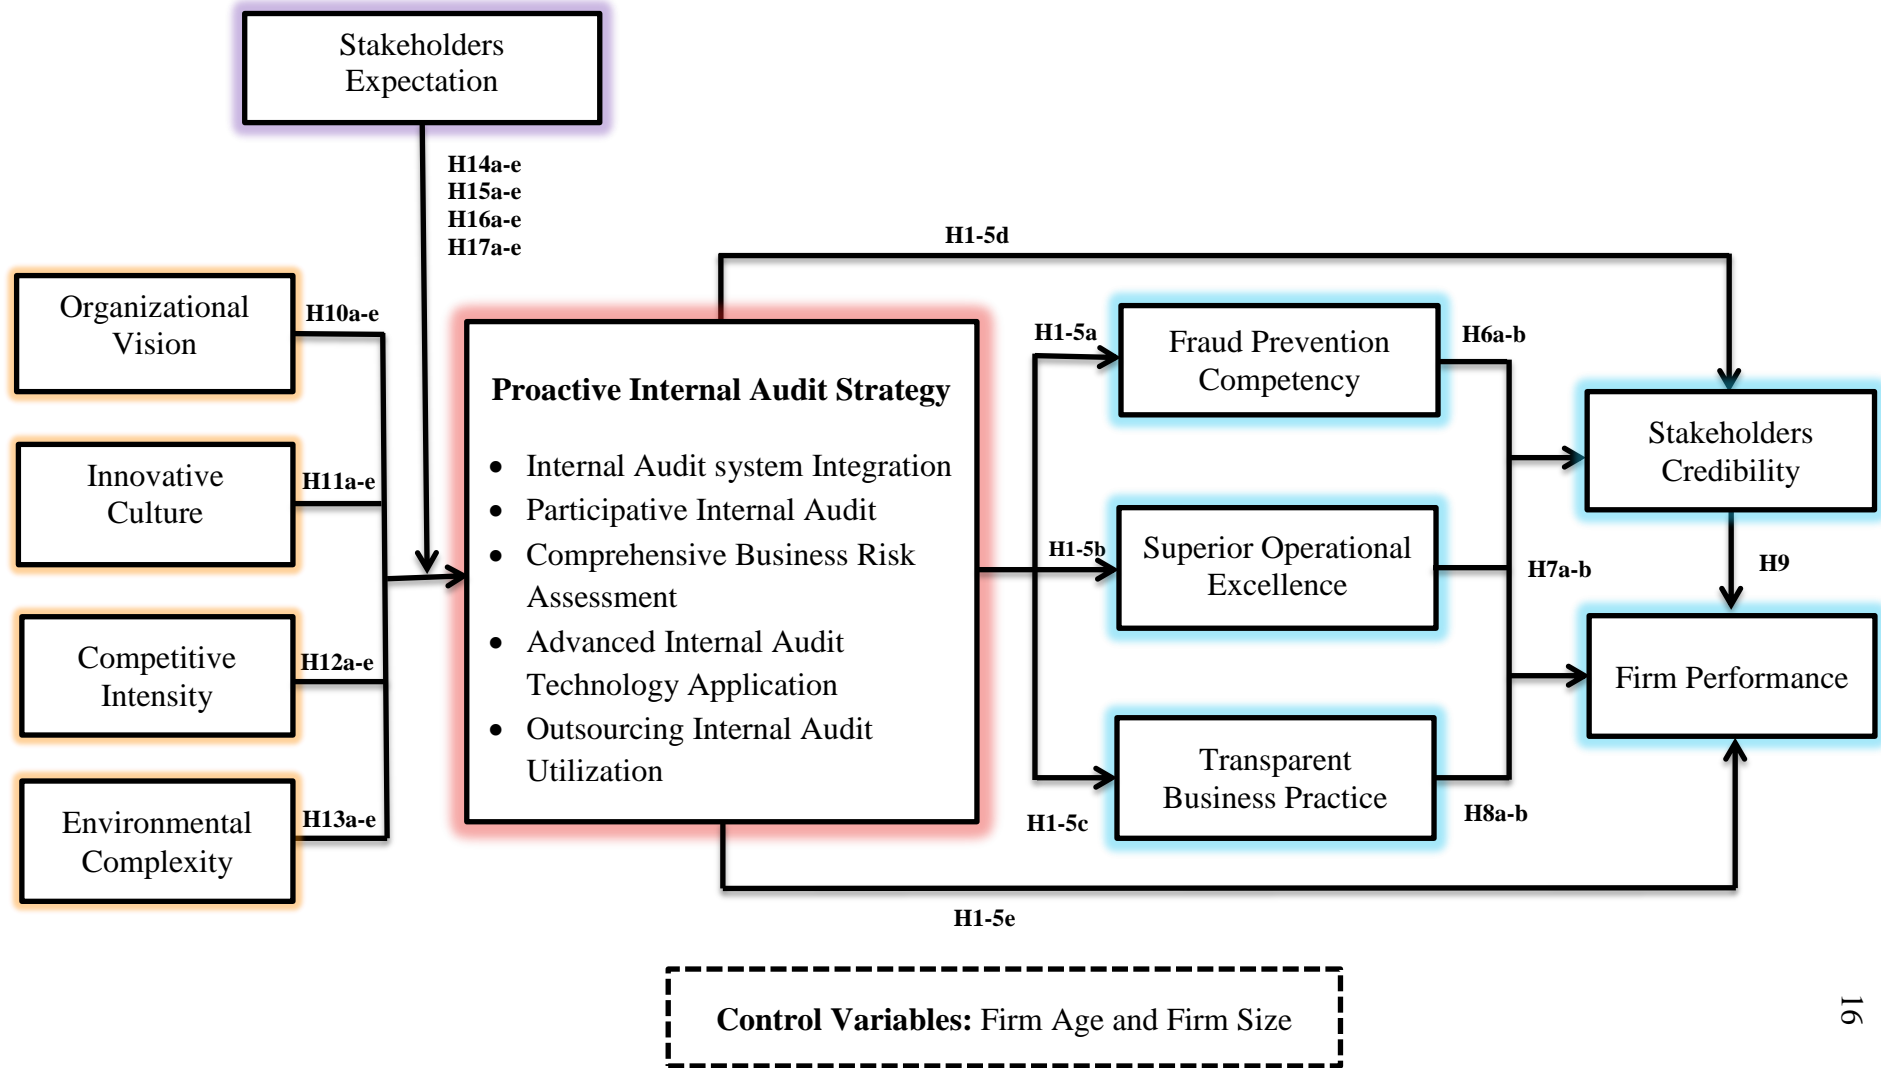 Stakeholders
Expectation
H14a-e
H15a-e
H16a-e
H17a-e
Organizational
Vision
H10a-e
Innovative
Culture
H11a-e
Competitive
Intensity
H12a-e
Environmental
Complexity
H13a-e
Proactive Internal Audit Strategy
• Internal Audit system Integration
• Participative Internal Audit
• Comprehensive Business Risk
Assessment
• Advanced Internal Audit
Technology Application
• Outsourcing Internal Audit
Utilization
H1-5d
H1-5a
H1-5b
H1-5c
H1-5e
Fraud Prevention
Competency
Superior Operational
Excellence
Transparent
Business Practice
H6a-b
H7a-b
H8a-b
Stakeholders
Credibility
H9
Firm Performance
Control Variables: Firm Age and Firm Size
16